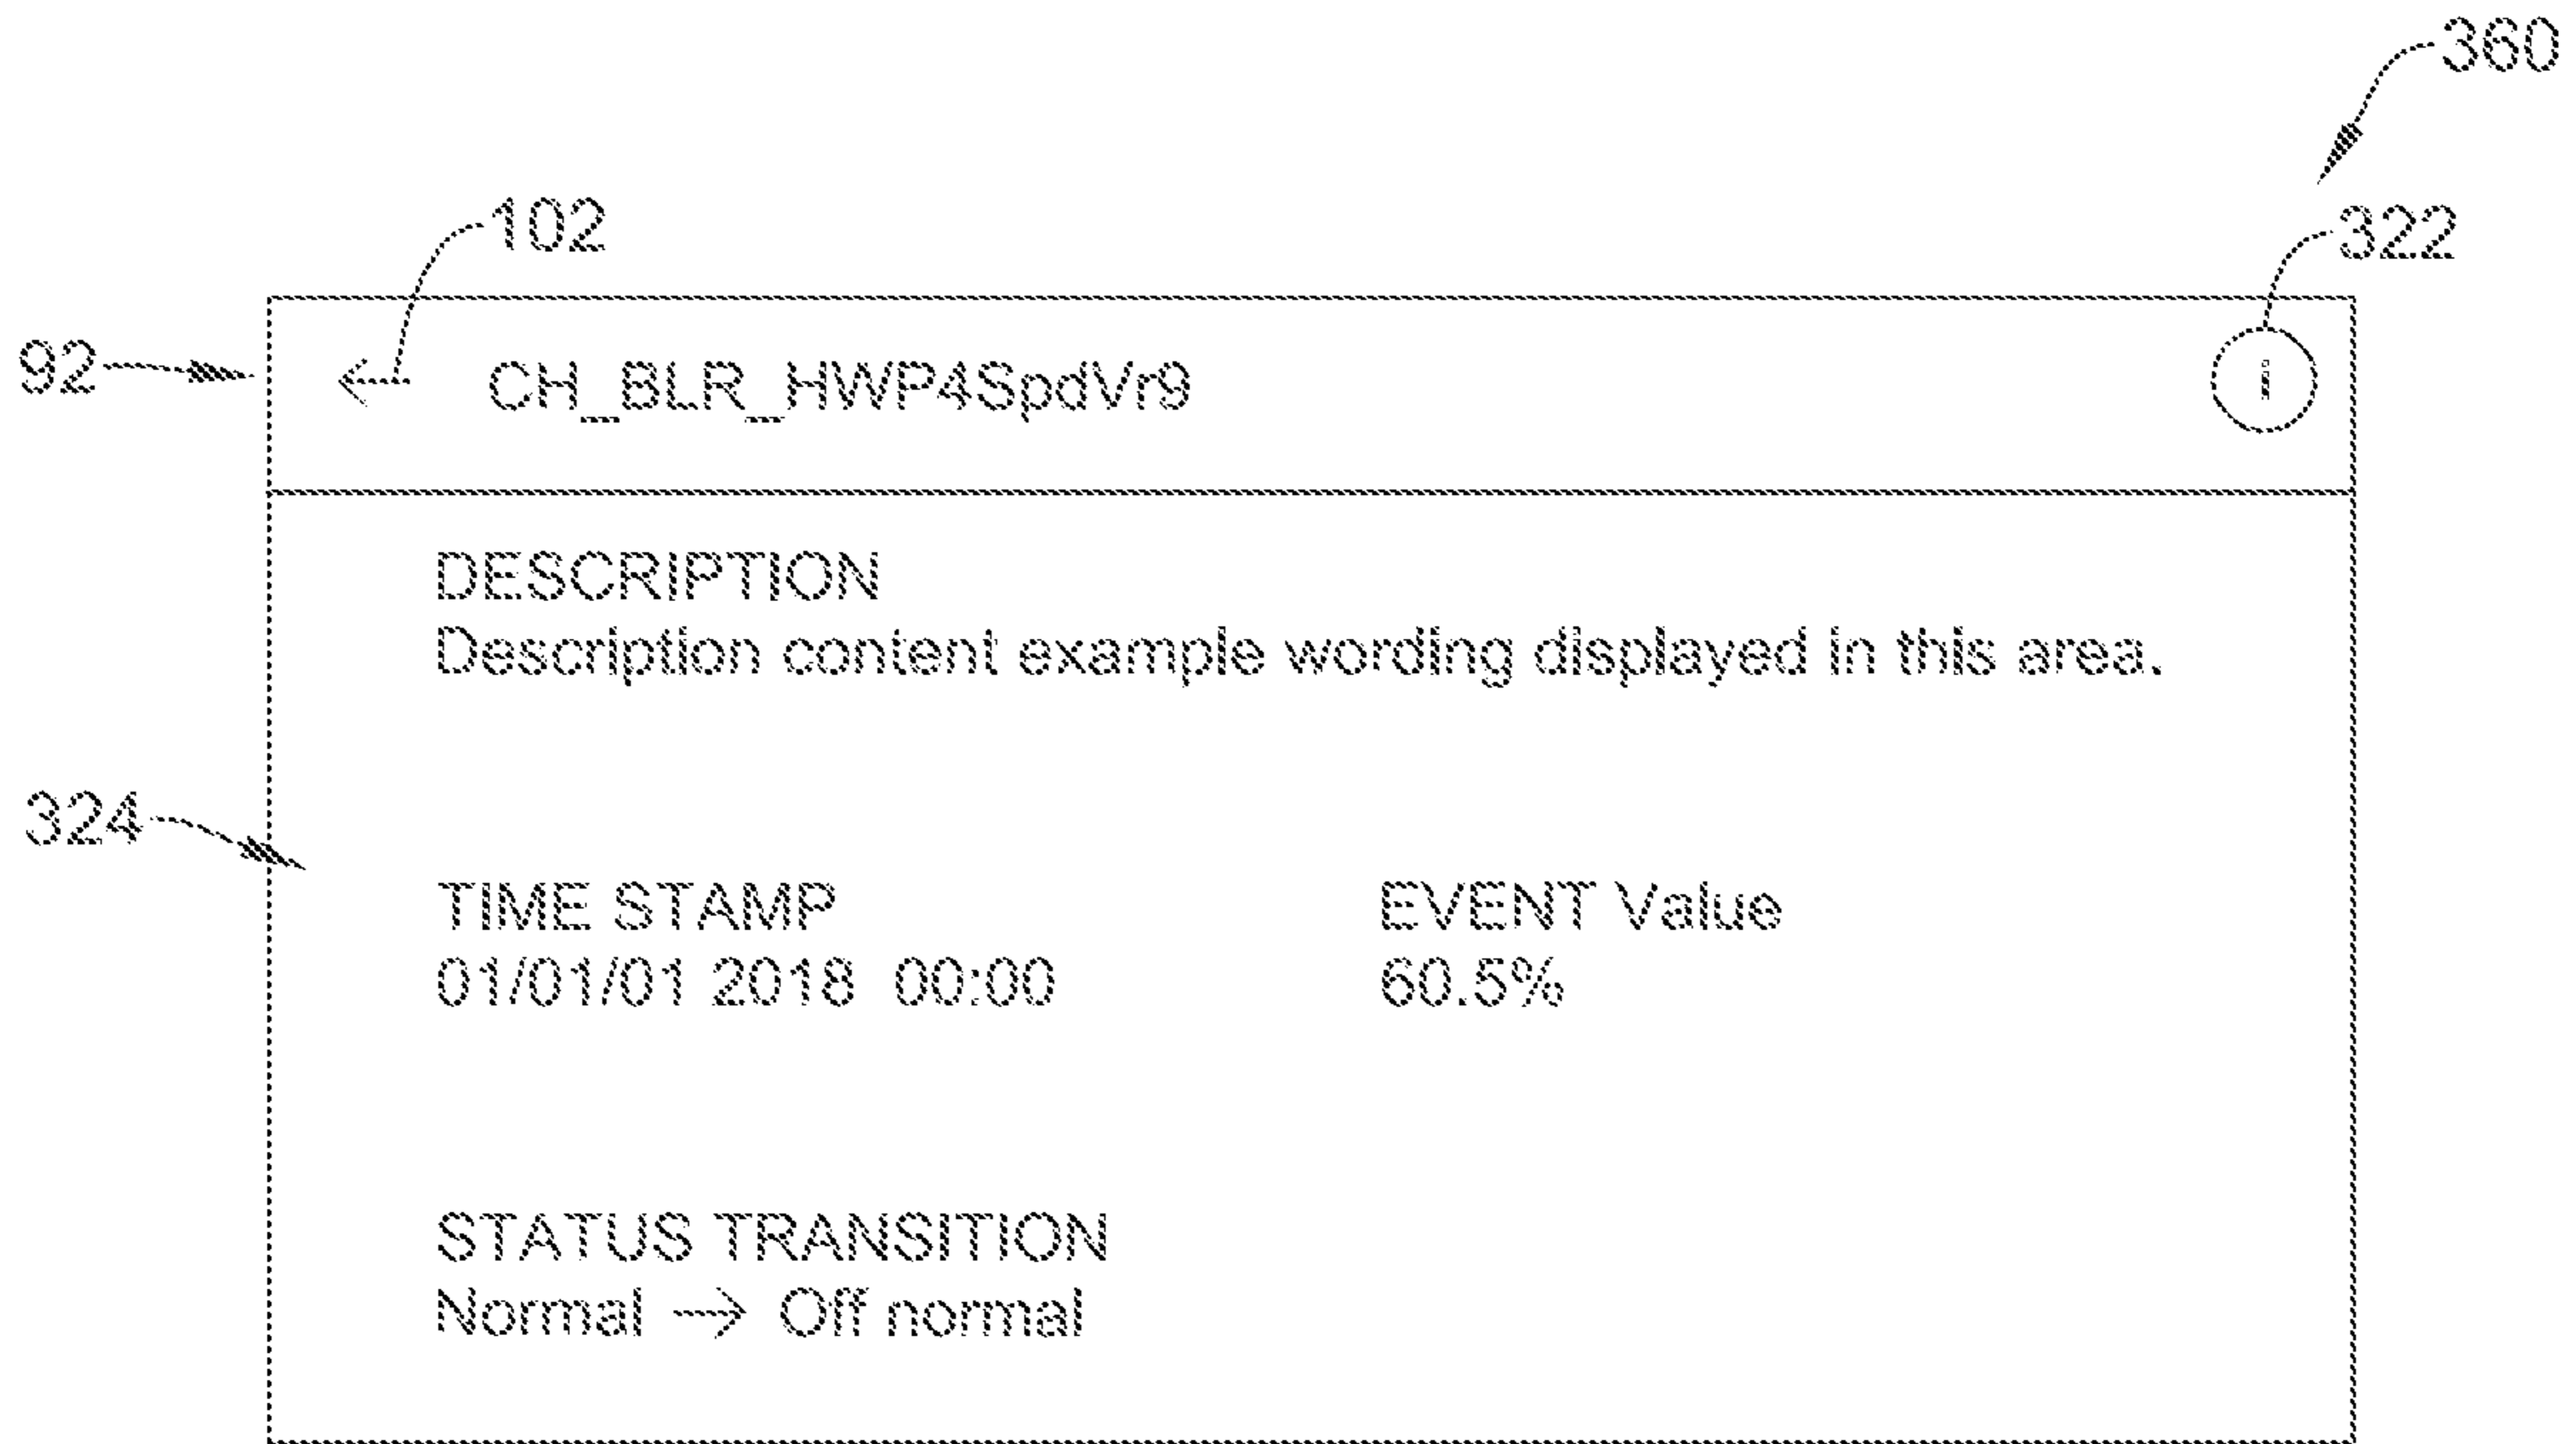 360
102
322
92
← CH_BLR_HWP4SpdVr9
i
DESCRIPTION
Description content example wording displayed in this area.
324
TIME STAMP EVENT Value
01/01/01 2018 00:00 60.5%
STATUS TRANSITION
Normal → Off normal